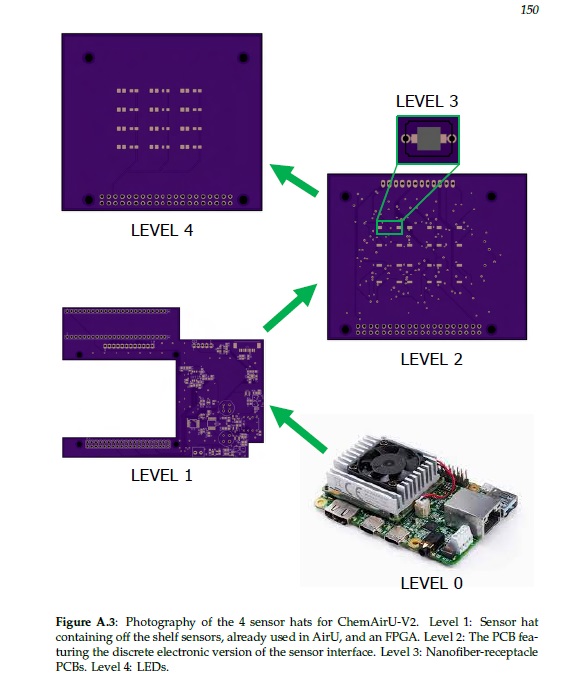 150
LEVEL 3
LEVEL 4
LEVEL 2
LEVEL 1
LEVEL 0
Figure A.3: Photography of the 4 sensor hats for ChemAirU-V2. Level 1: Sensor hat
containing off the shelf sensors, already used in AirU, and an FPGA. Level 2: The PCB fea-
turing the discrete electronic version of the sensor interface. Level 3: Nanofiber-receptacle
PCBs. Level 4: LEDs.